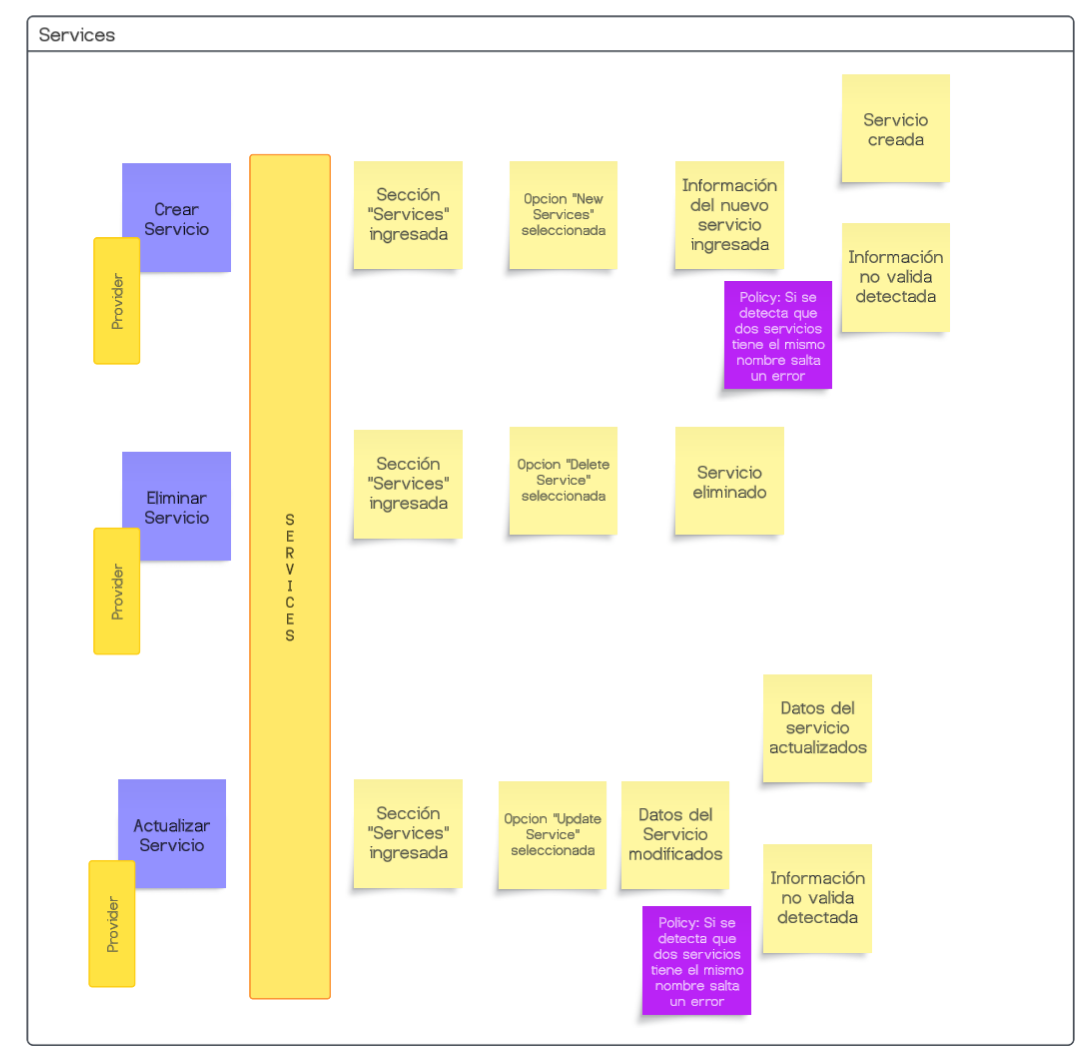 Services
Servicio
creada
Crear
Servicio
Provider
Sección
"Services"
ingresada
Opcion "New
Services"
seleccionada
Información
del nuevo
servicio
ingresada
Información
no valida
detectada
Policy: Si se
detecta que
dos servicios
tiene el mismo
nombre salta
un error
Eliminar
Servicio
Provider
SERVICES
Sección
"Services"
ingresada
Opcion "Delete
Service"
seleccionada
Servicio
eliminado
Datos del
servicio
actualizados
Actualizar
Servicio
Provider
Sección
"Services"
ingresada
Opcion "Update
Service"
seleccionada
Datos del
Servicio
modificados
Información
no valida
detectada
Policy: Si se
detecta que
dos servicios
tiene el mismo
nombre salta
un error